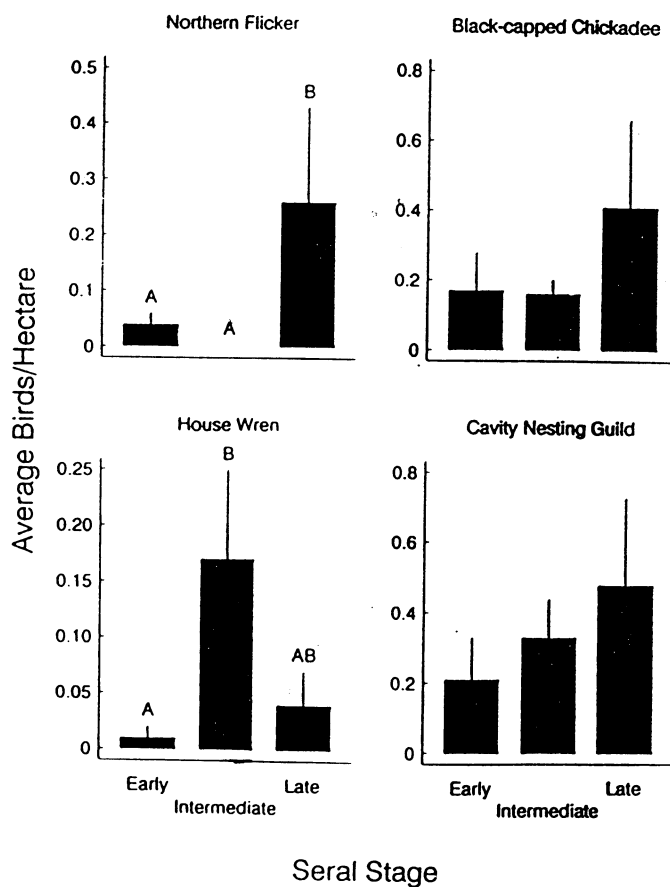 Northern Flicker
Black-capped Chickadee
0.5
0.4
0.3
0.2
0.1
0
A
A
B
0.8
0.6
0.4
0.2
0
Average Birds/Hectare
House Wren
Cavity Nesting Guild
0.25
0.20
0.15
0.10
0.05
0
A
B
AB
0.8
0.6
0.4
0.2
0
Early
Intermediate
Late
Early
Intermediate
Late
Seral Stage